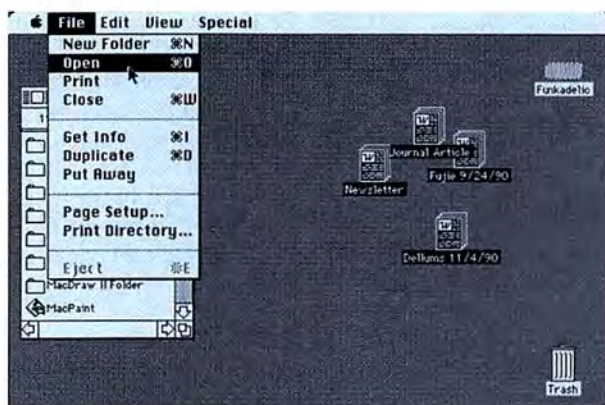 File Edit View Special
New Folder ⌘N
Open ⌘O
Print
Close ⌘W
Get Info ⌘I
Duplicate ⌘D
Put Away
Page Setup...
Print Directory...
Eject ⌘E
MacDraw II Folder
MacPaint
Funkadelic
Journal Article
Fujie 9/24/90
Newsletter
Dellums 11/4/90
Trash